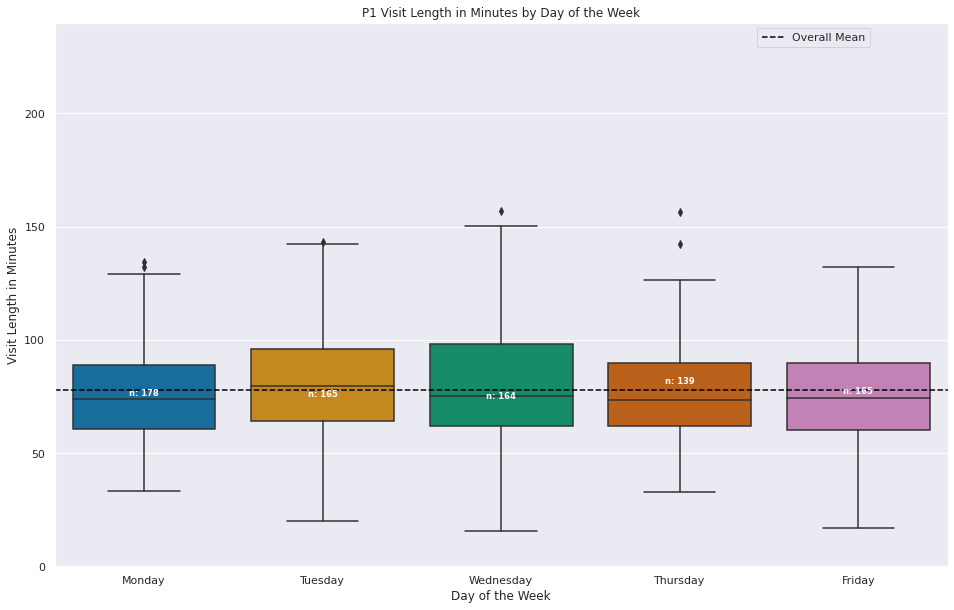 P1 Visit Length in Minutes by Day of the Week
Overall Mean
Visit Length in Minutes
200
150
100
50
0
n: 178
n: 165
n: 164
n: 139
n: 165
Monday
Tuesday
Wednesday
Thursday
Friday
Day of the Week